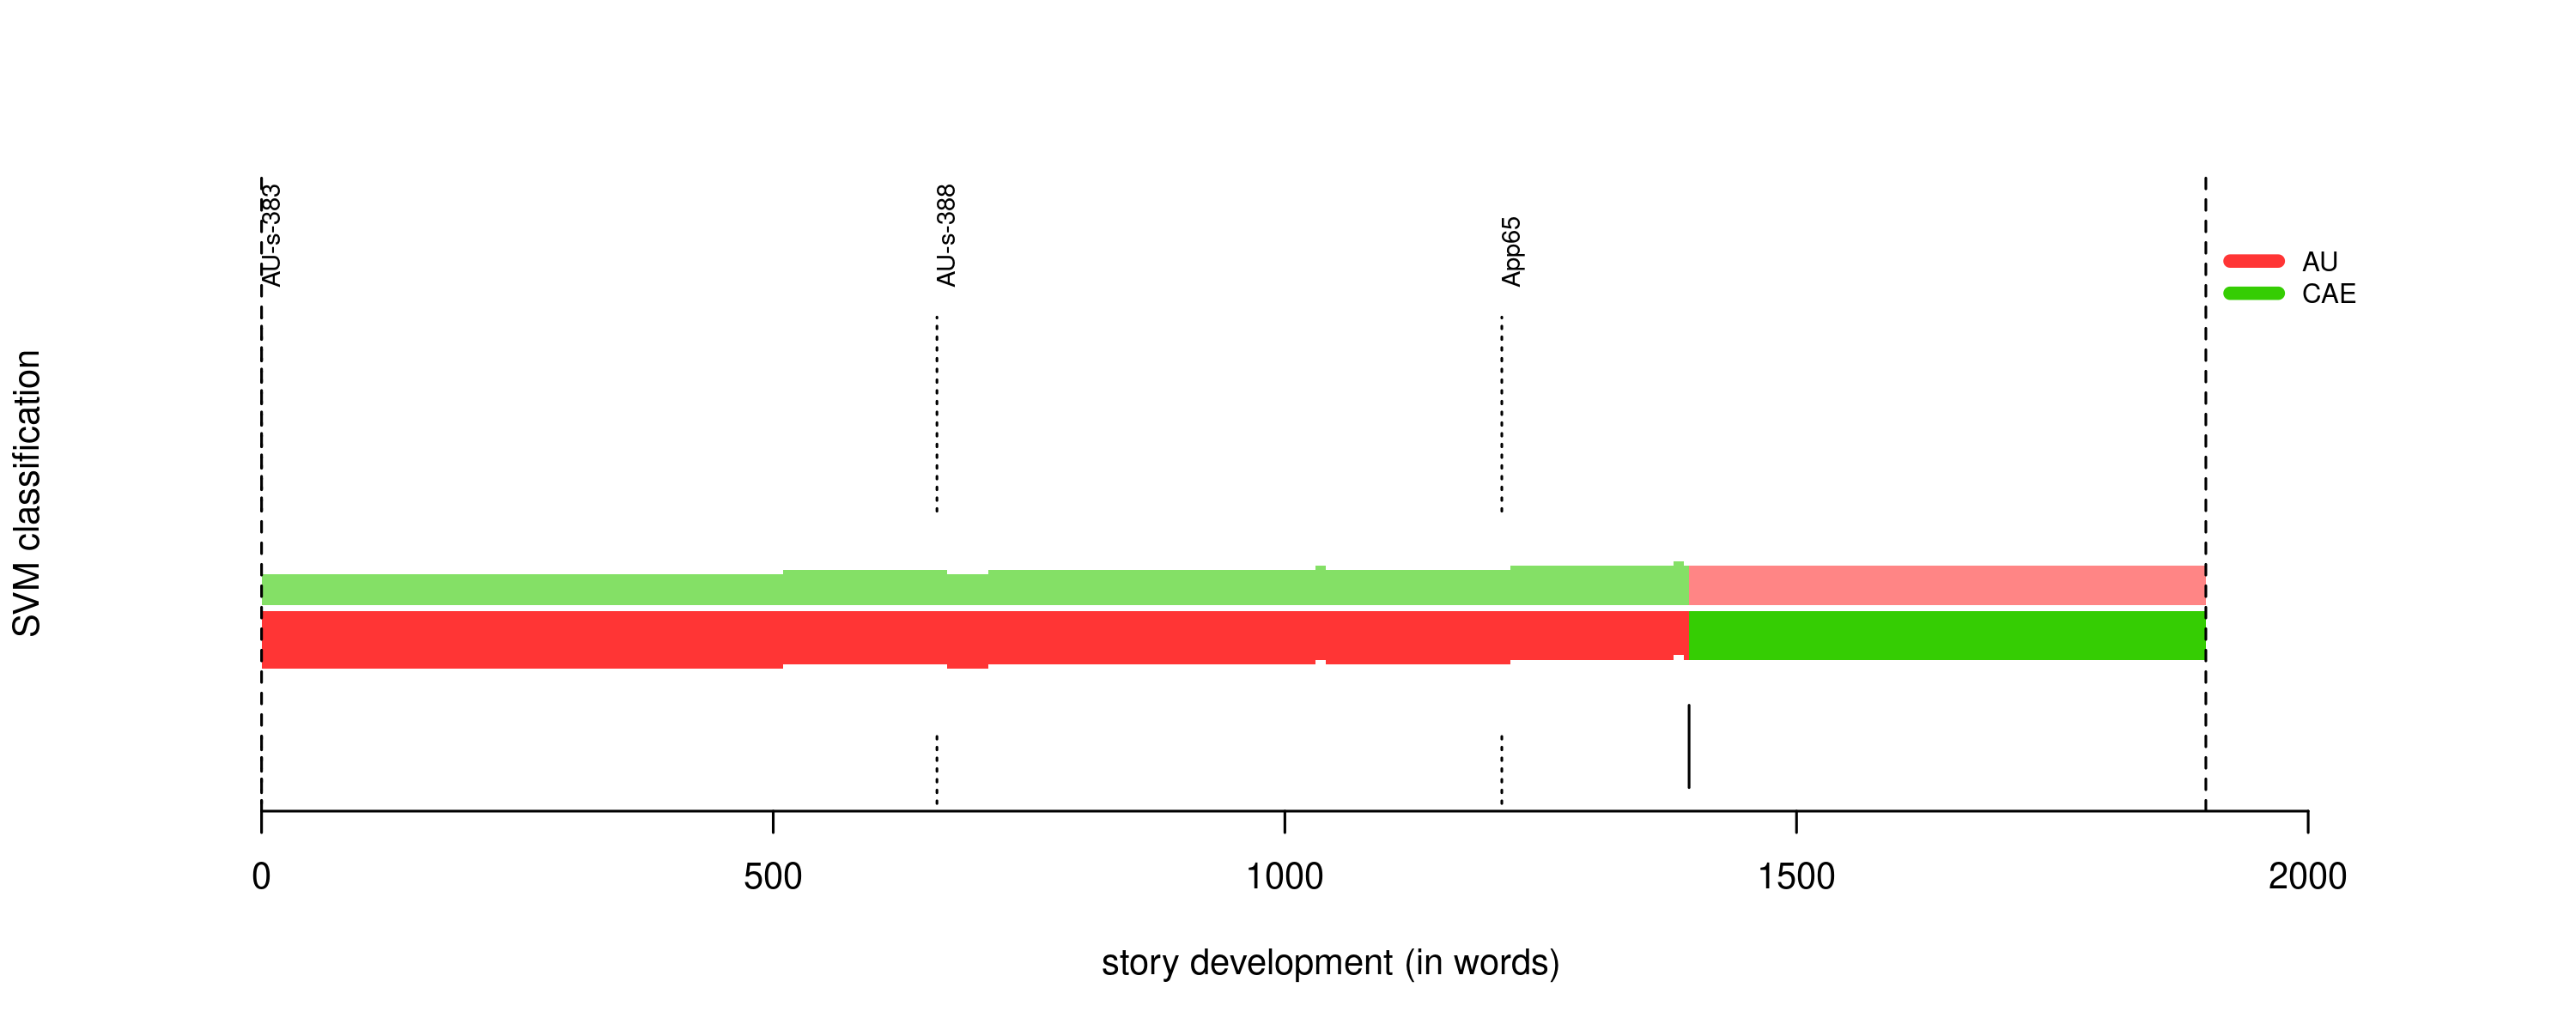 AU-s-383
AU-s-388
App65
AU
CAE
SVM classification
0
500
1000
1500
2000
story development (in words)